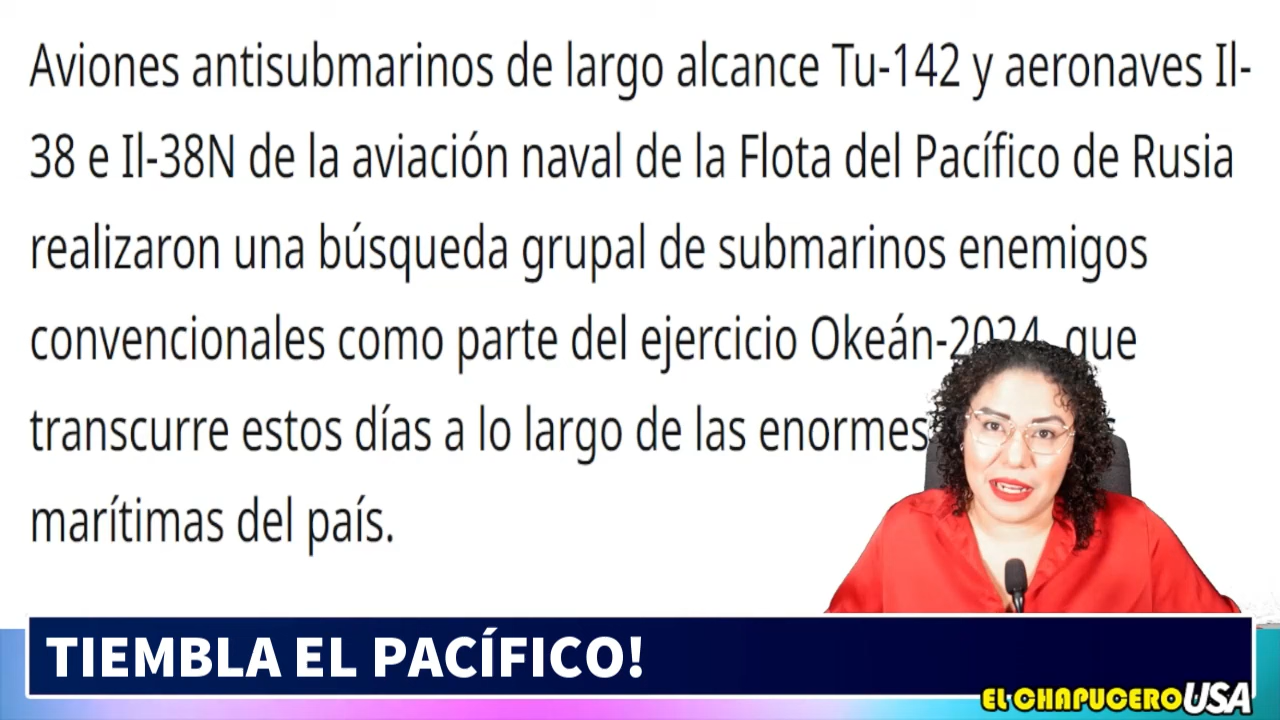 Aviones antisubmarinos de largo alcance Tu-142 y aeronaves Il-
38 e Il-38N de la aviación naval de la Flota del Pacífico de Rusia
realizaron una búsqueda grupal de submarinos enemigos
convencionales como parte del ejercicio Okeán-2024, que
transcurre estos días a lo largo de las enormes
marítimas del país.
TIEMBLA EL PACÍFICO!
EL CHAPUCERO USA